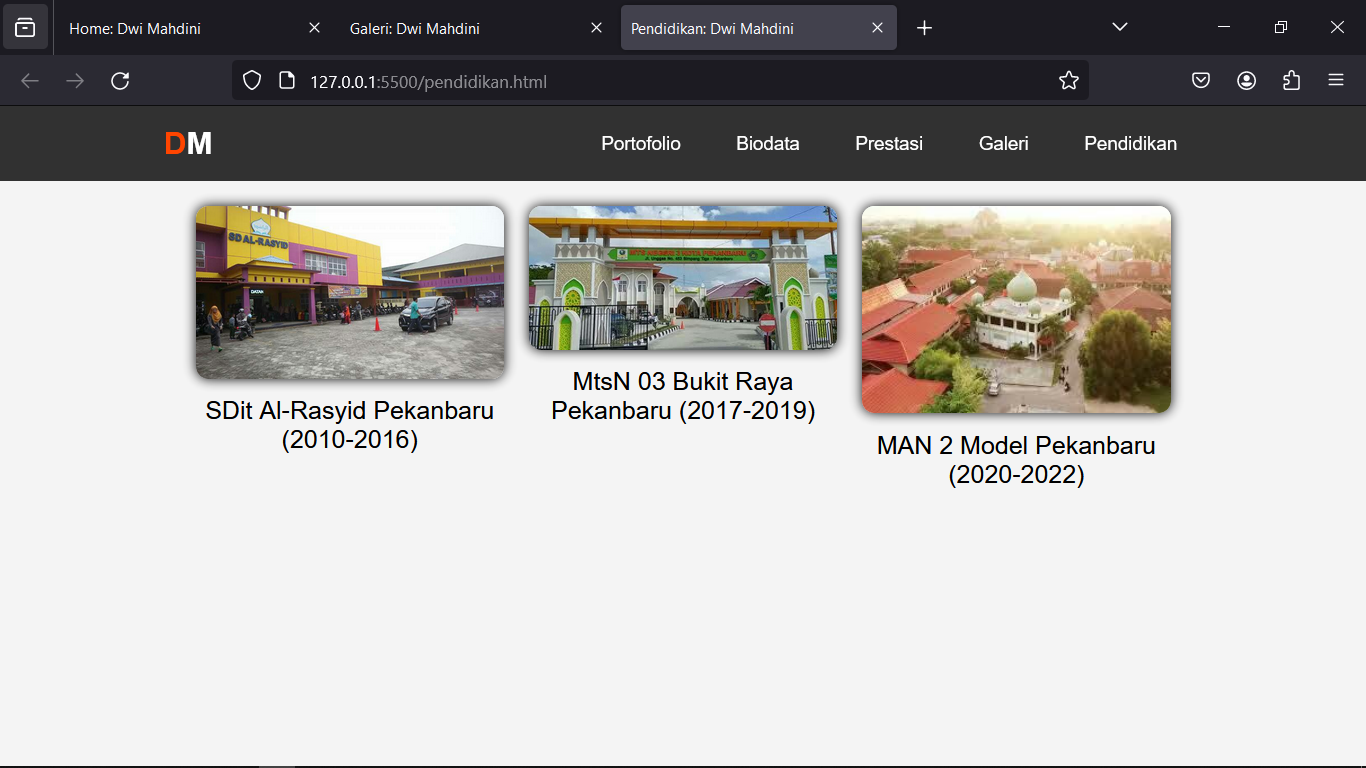 Home: Dwi Mahdini
Galeri: Dwi Mahdini
Pendidikan: Dwi Mahdini
127.0.0.1:5500/pendidikan.html
DM
Portofolio
Biodata
Prestasi
Galeri
Pendidikan
SD AL-RASYID
SDit Al-Rasyid Pekanbaru
(2010-2016)
MtsN 03 Bukit Raya
Pekanbaru (2017-2019)
MAN 2 Model Pekanbaru
(2020-2022)